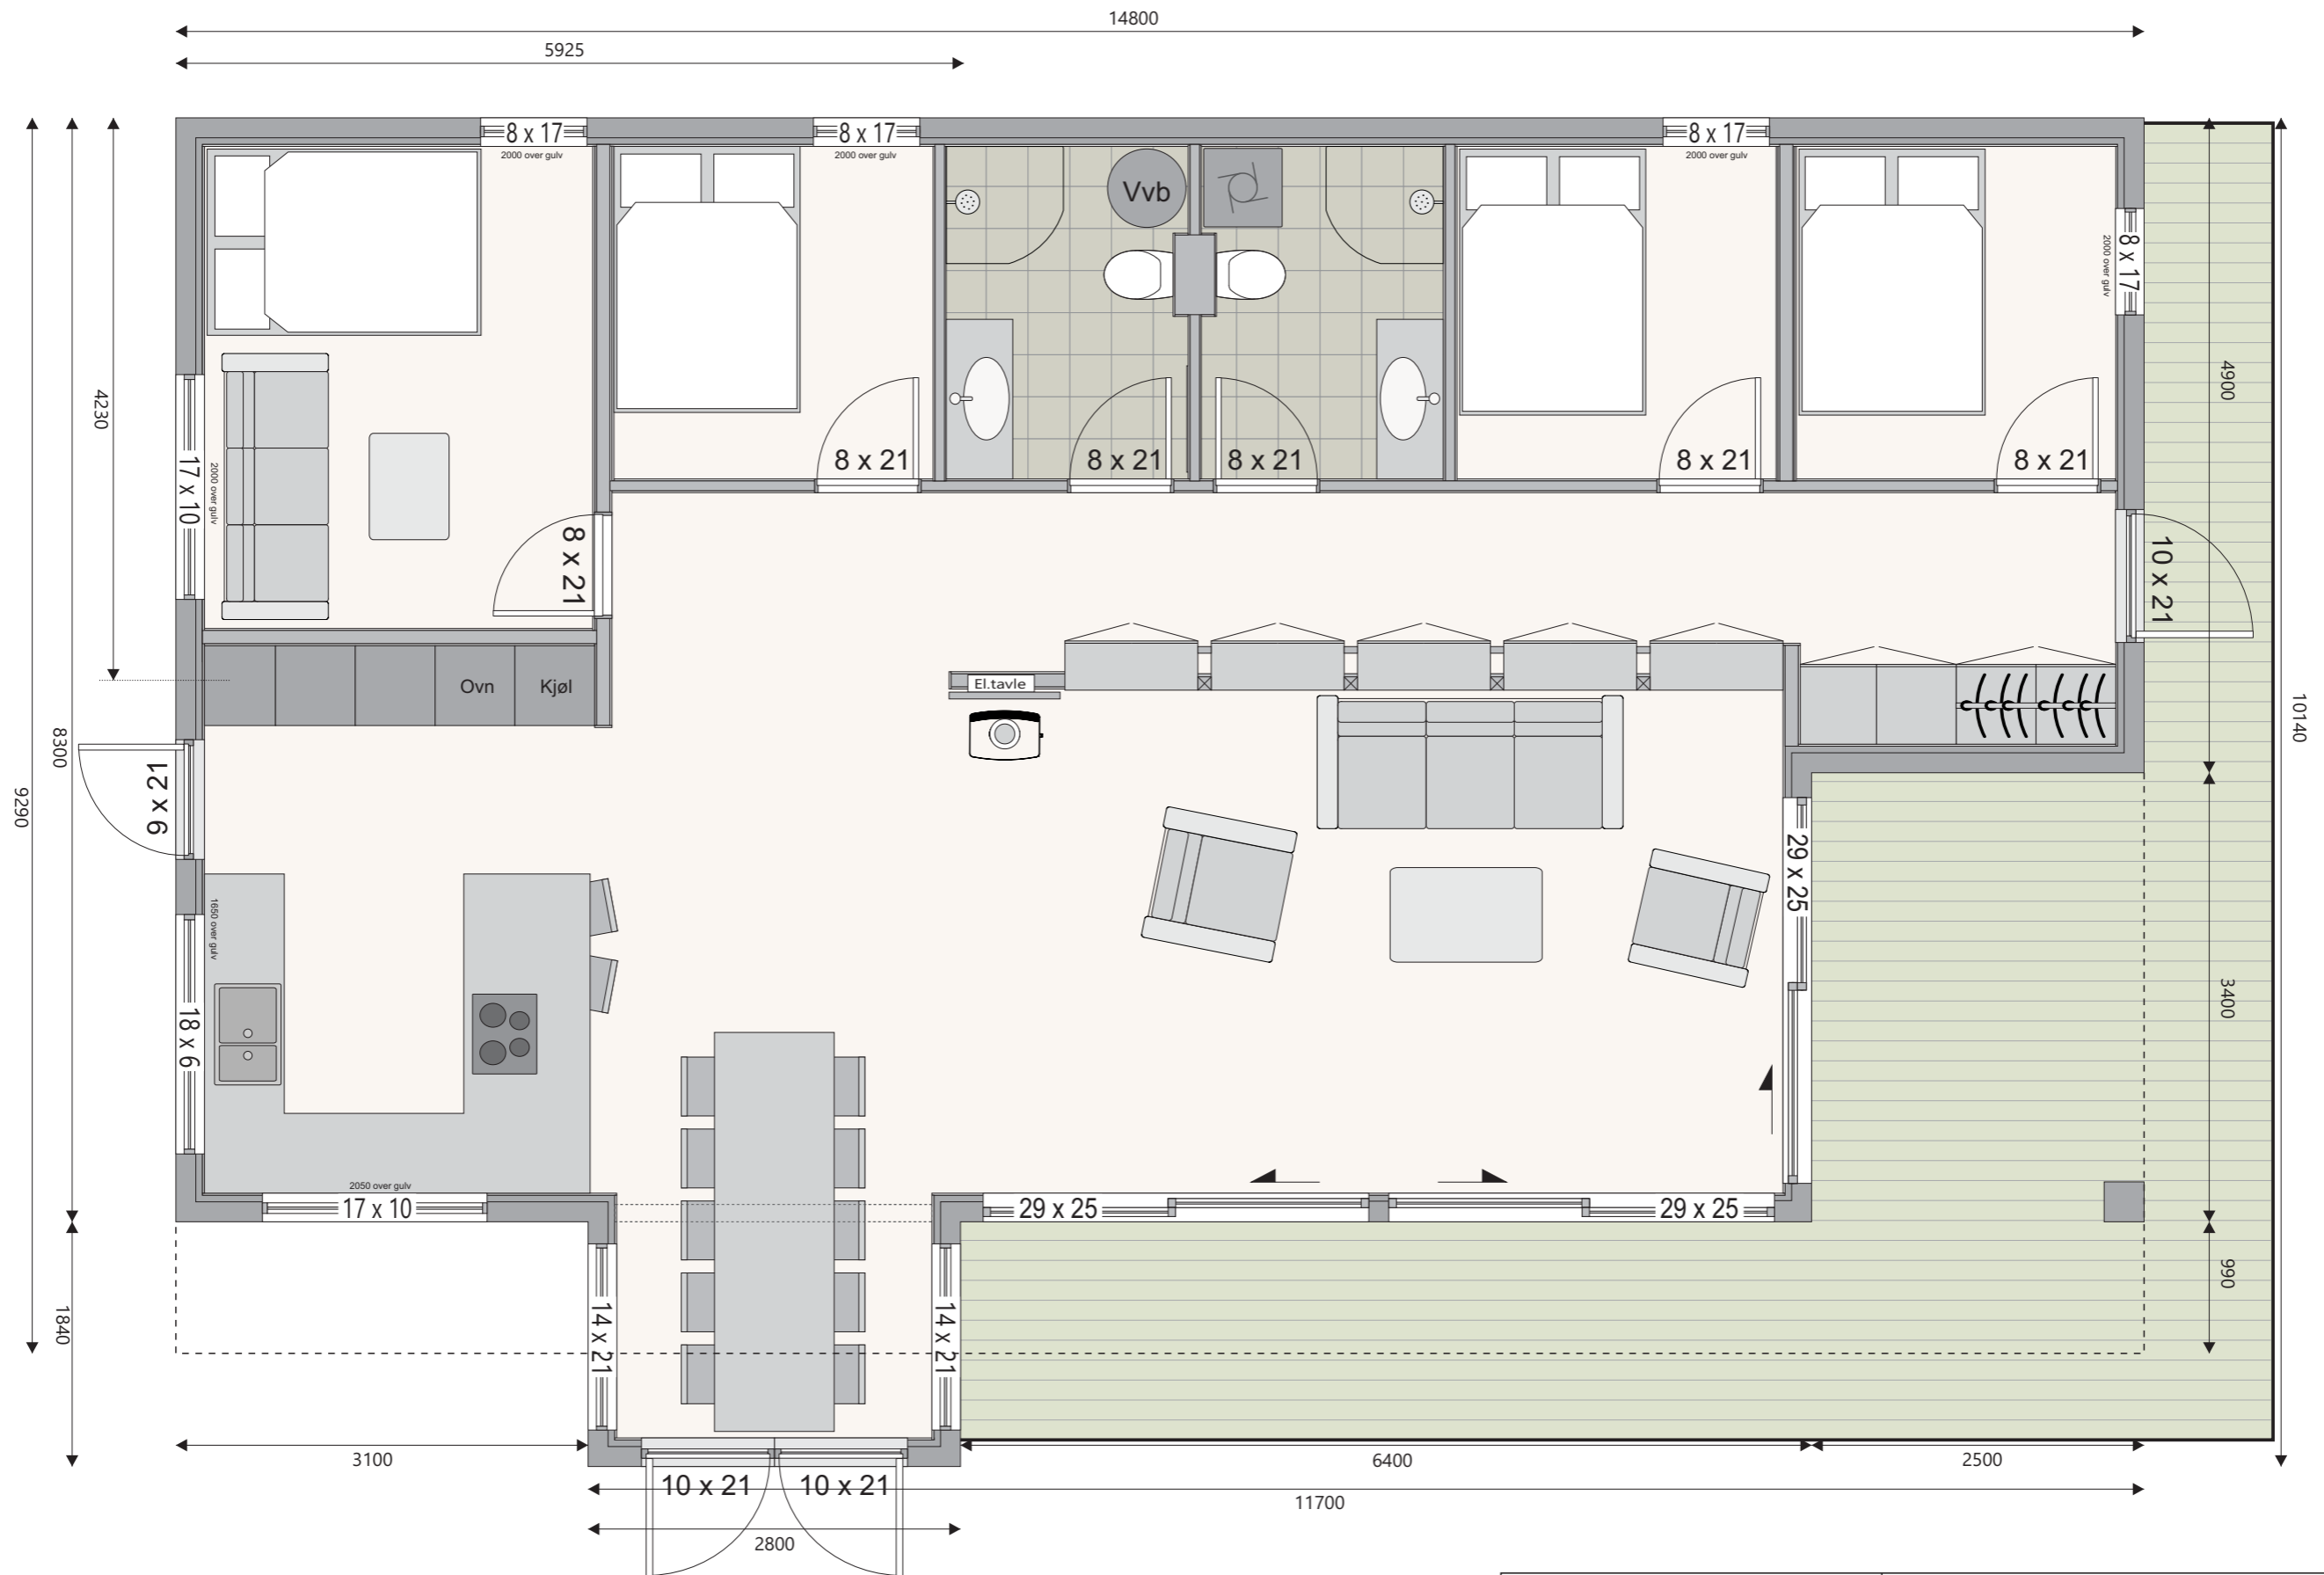 14800
5925
8 x 17
8 x 17
8 x 17
2000 over gulv
2000 over gulv
2000 over gulv
Vvb
8 x 17
2000 over gulv
4900
4230
17 x 10
2000 over gulv
8 x 21
8 x 21
8 x 21
8 x 21
8 x 21
8 x 21
10 x 21
Ovn
Kjøl
El.tavle
10140
8300
9290
9 x 21
29 x 25
1650 over gulv
18 x 6
3400
2050 over gulv
17 x 10
29 x 25
29 x 25
990
1840
14 x 21
14 x 21
3100
6400
2500
10 x 21
10 x 21
11700
2800